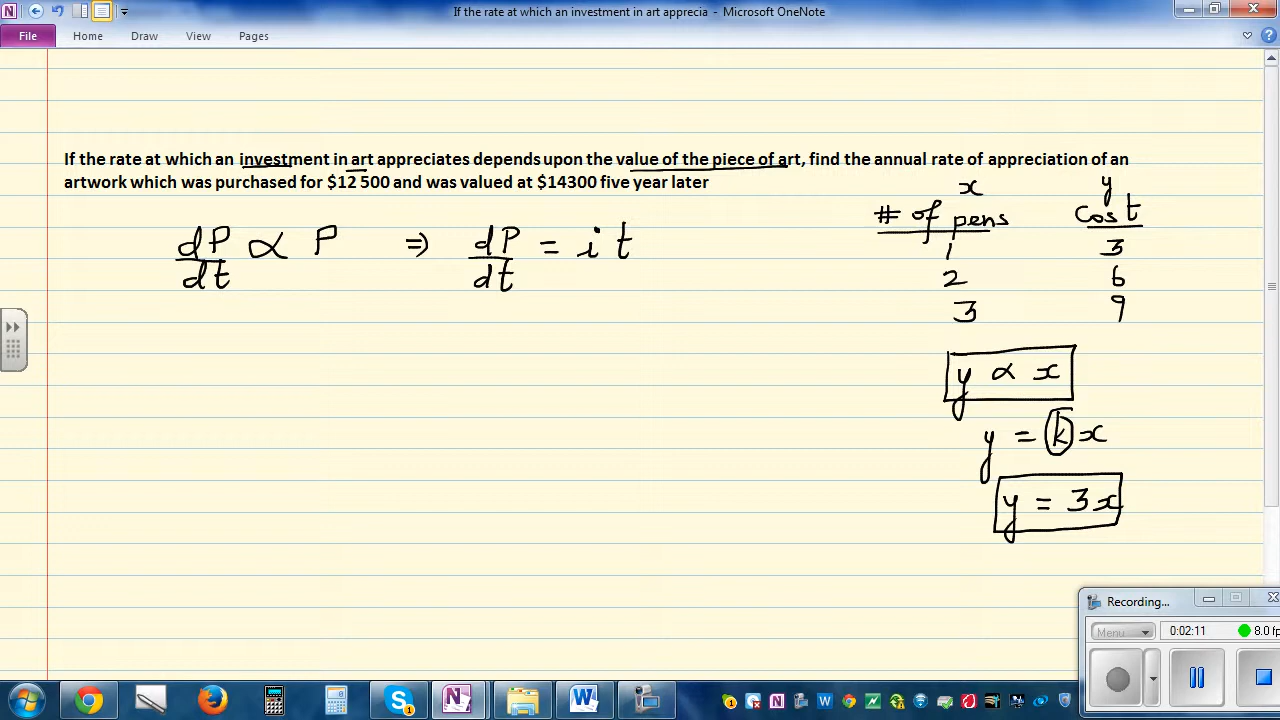 If the rate at which an investment in art apprecia - Microsoft OneNote
File Home Draw View Pages
If the rate at which an investment in art appreciates depends upon the value of the piece of art, find the annual rate of appreciation of an
artwork which was purchased for $12 500 and was valued at $14300 five year later
dP/dt ∝ P ⇒ dP/dt = i t
x y
# of pens cost
1 3
2 6
3 9
y ∝ x
y = kx
y = 3x
Recording...
Menu 0:02:11 8.0 fp